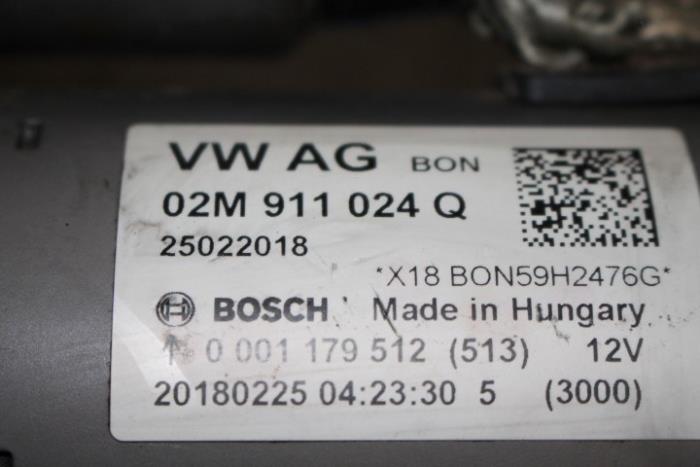 VW AG BON
02M 911 024 Q
25022018
*X18 BON59H2476G*
BOSCH Made in Hungary
↑ 0 001 179 512 (513) 12V
20180225 04:23:30 5 (3000)